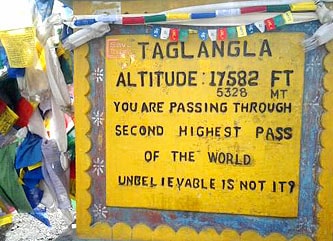 TAGLANGLA
ALTITUDE : 17582 FT
5328 MT
YOU ARE PASSING THROUGH
SECOND HIGHEST PASS
OF THE WORLD
UNBELIEVABLE IS NOT IT?